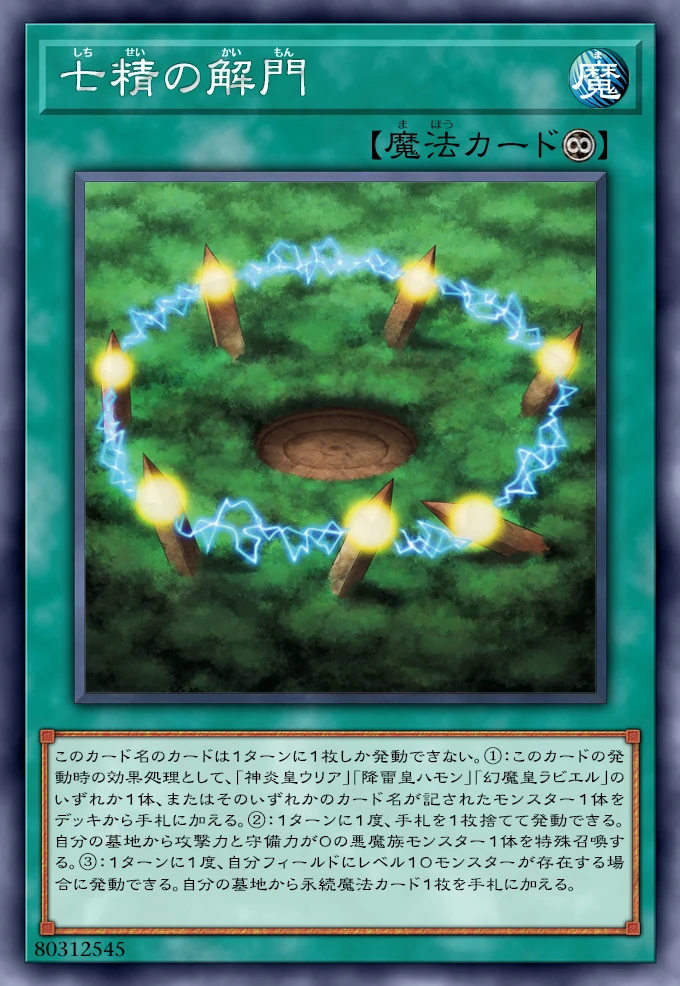 しち せい かい もん
七精の解門
ま
魔
ま ほう
【魔法カード】
このカード名のカードは1ターンに1枚しか発動できない。①:このカードの発
動時の効果処理として、「神炎皇ウリア」「降雷皇ハモン」「幻魔皇ラビエル」の
いずれか1体、またはそのいずれかのカード名が記されたモンスター1体を
デッキから手札に加える。②:1ターンに1度、手札を1枚捨てて発動できる。
自分の墓地から攻撃力と守備力が0の悪魔族モンスター1体を特殊召喚す
る。③:1ターンに1度、自分フィールドにレベル10モンスターが存在する場
合に発動できる。自分の墓地から永続魔法カード1枚を手札に加える。
80312545